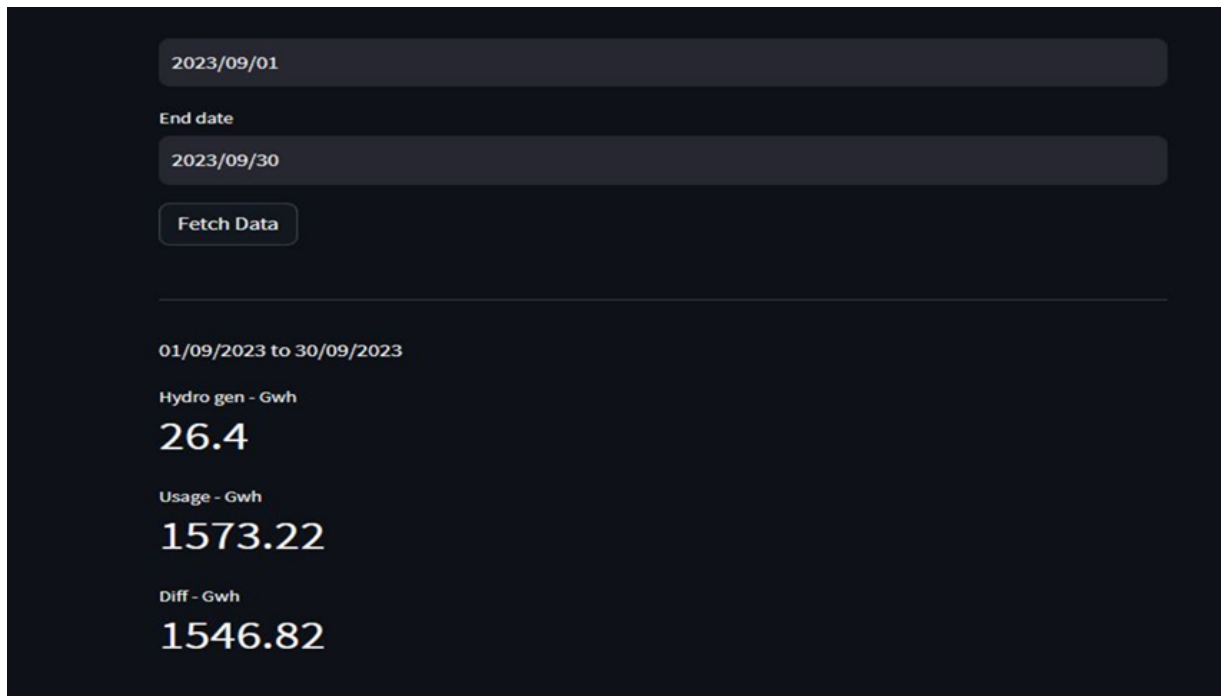 2023/09/01
End date
2023/09/30
Fetch Data
01/09/2023 to 30/09/2023
Hydro gen - Gwh
26.4
Usage - Gwh
1573.22
Diff - Gwh
1546.82